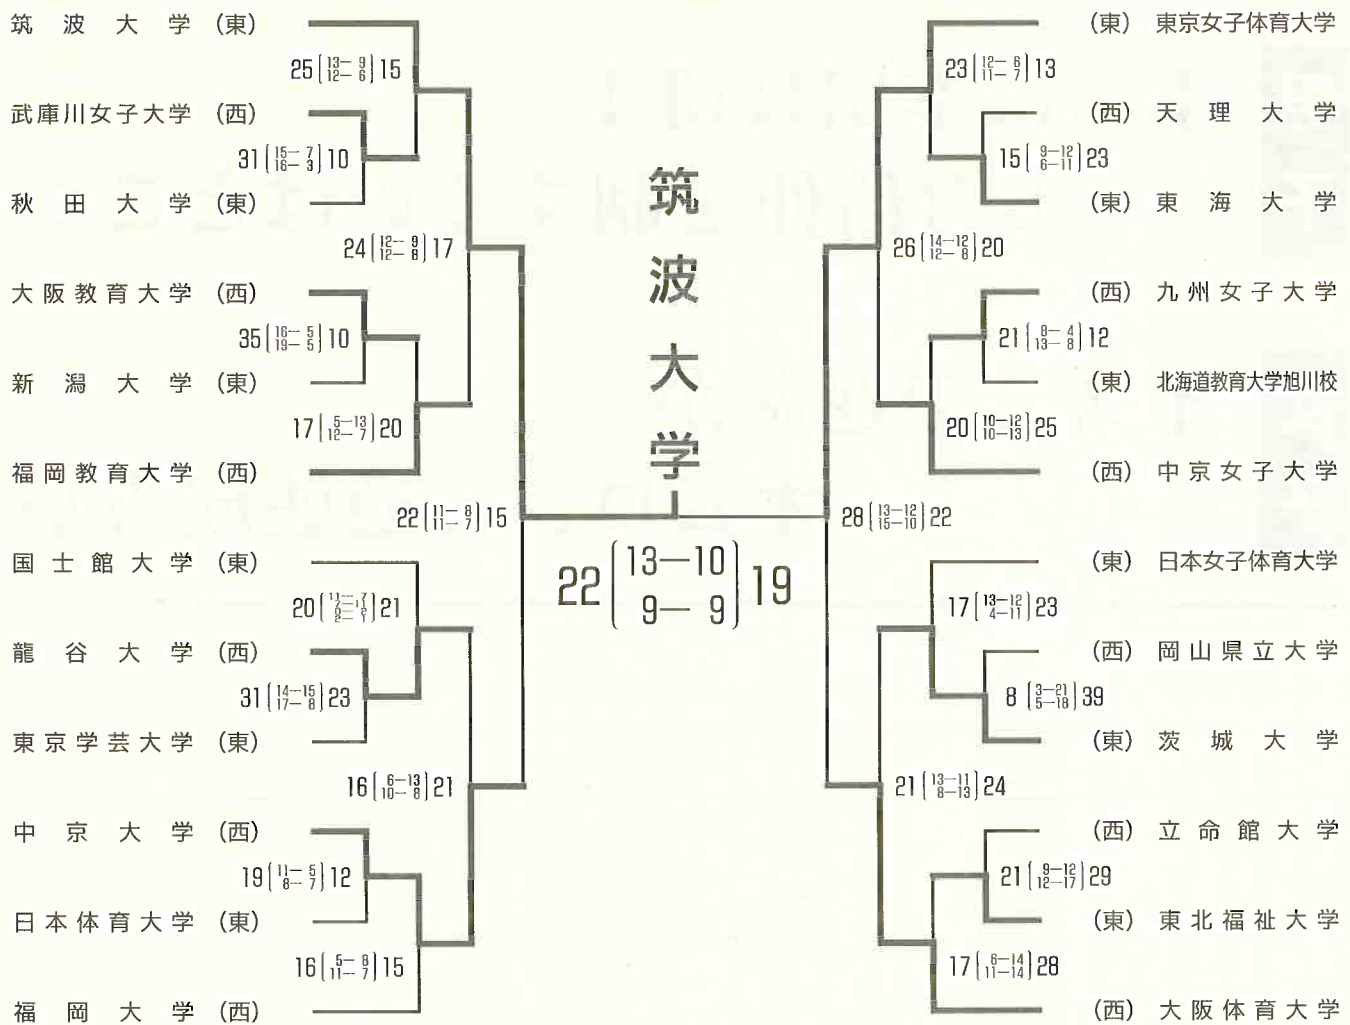 筑波大学 (東)
25 (13―9 12―6) 15
武庫川女子大学 (西)
31 (15―7 16―3) 10
秋田大学 (東)
24 (12―9 12―8) 17
大阪教育大学 (西)
35 (16―5 19―5) 10
新潟大学 (東)
17 (5―13 12―7) 20
福岡教育大学 (西)
22 (11―8 11―7) 15
国士舘大学 (東)
20 21
龍谷大学 (西)
31 (14―15 17―8) 23
東京学芸大学 (東)
16 (6―13 10―8) 21
中京大学 (西)
19 (11―5 8―7) 12
日本体育大学 (東)
16 (5―8 11―7) 15
福岡大学 (西)
筑波大学
22 (13―10 9―9) 19
(東) 東京女子体育大学
23 (12―6 11―7) 13
(西) 天理大学
15 (9―12 6―11) 23
(東) 東海大学
26 (14―12 12―8) 20
(西) 九州女子大学
21 (8―4 13―8) 12
(東) 北海道教育大学旭川校
20 (10―12 10―13) 25
(西) 中京女子大学
28 (13―12 15―10) 22
(東) 日本女子体育大学
17 (13―12 4―11) 23
(西) 岡山県立大学
8 (3―21 5―18) 39
(東) 茨城大学
21 (13―11 8―13) 24
(西) 立命館大学
21 (9―12 12―17) 29
(東) 東北福祉大学
17 (6―14 11―14) 28
(西) 大阪体育大学